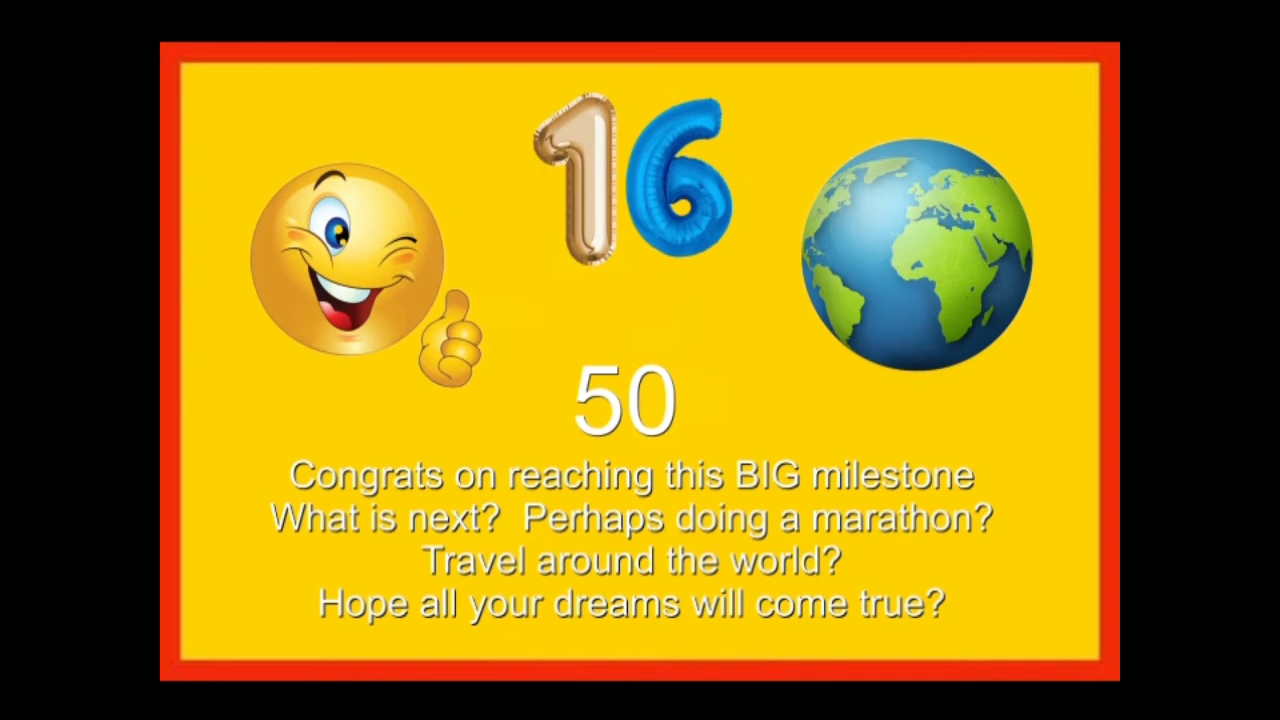 16
50
Congrats on reaching this BIG milestone
What is next?  Perhaps doing a marathon?
Travel around the world?
Hope all your dreams will come true?